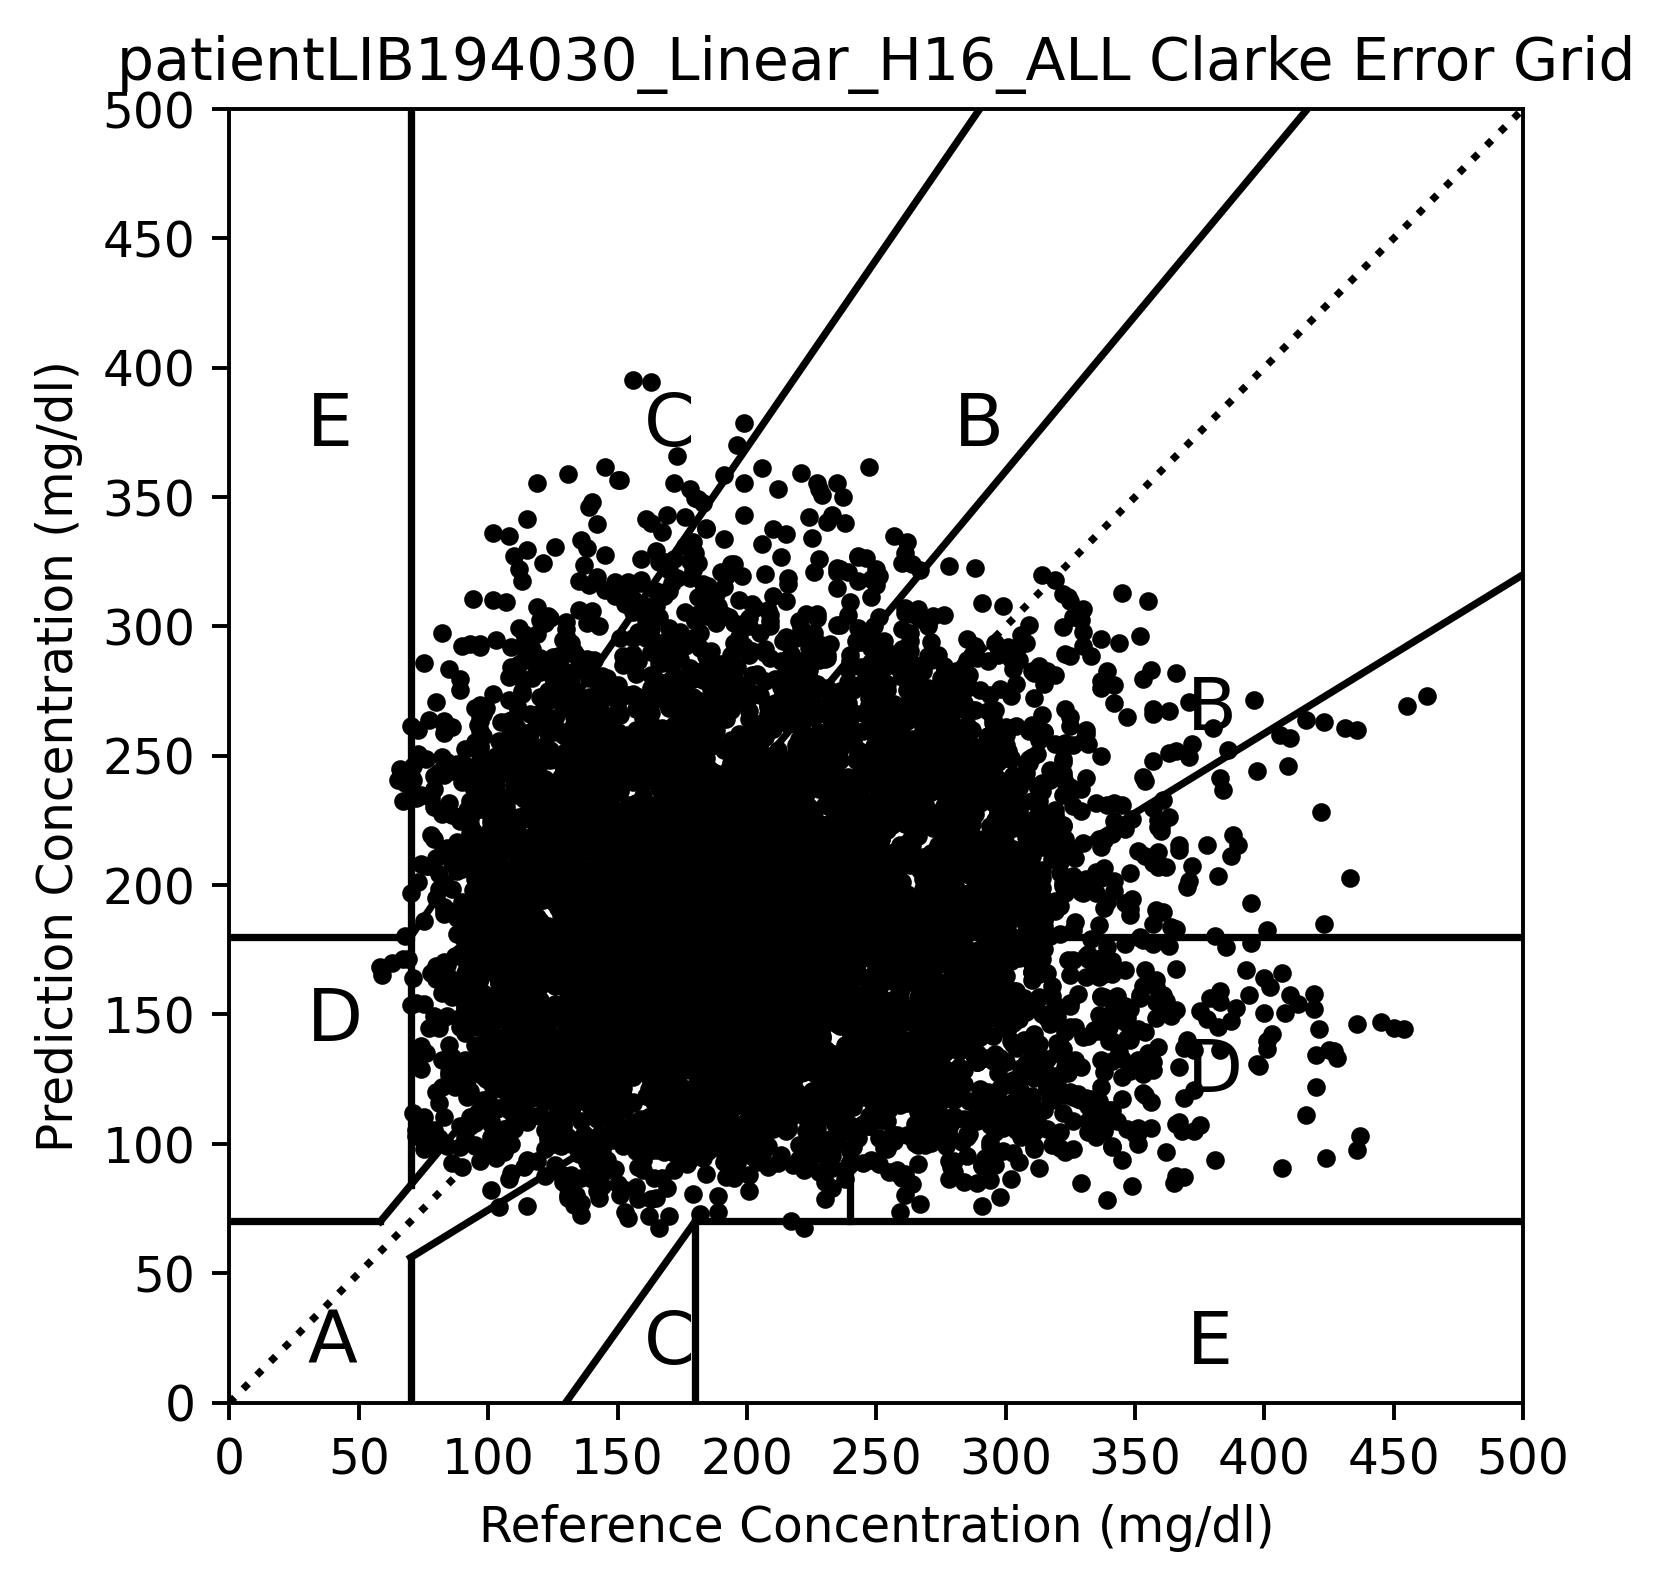 patientLIB194030_Linear_H16_ALL Clarke Error Grid
500
450
400
350
300
250
200
150
100
50
0
Prediction Concentration (mg/dl)
E
C
B
B
D
D
A
C
E
0 50 100 150 200 250 300 350 400 450 500
Reference Concentration (mg/dl)